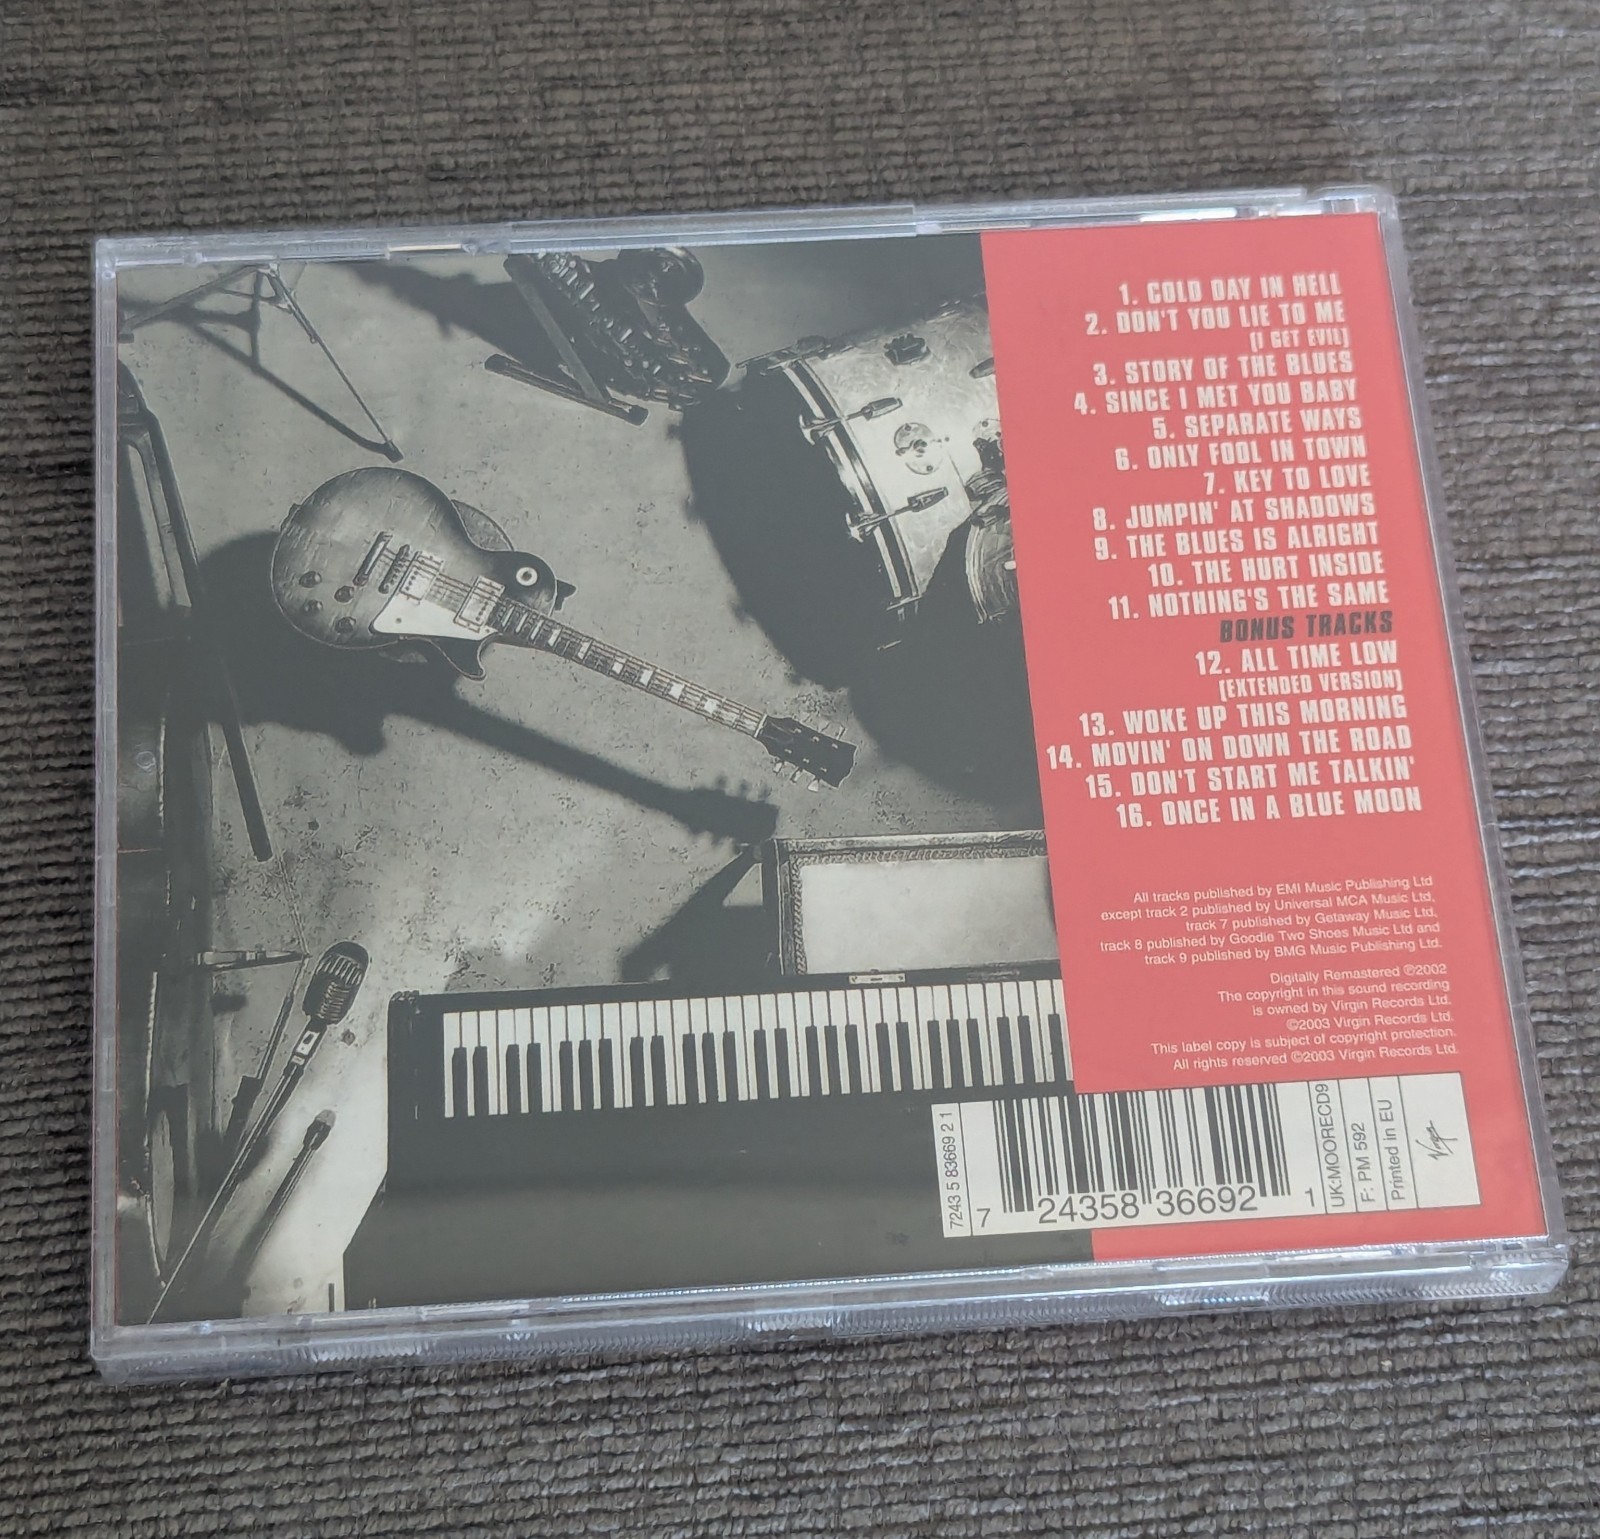 1. COLD DAY IN HELL
2. DON'T YOU LIE TO ME
[I GET EVIL]
3. STORY OF THE BLUES
4. SINCE I MET YOU BABY
5. SEPARATE WAYS
6. ONLY FOOL IN TOWN
7. KEY TO LOVE
8. JUMPIN' AT SHADOWS
9. THE BLUES IS ALRIGHT
10. THE HURT INSIDE
11. NOTHING'S THE SAME
BONUS TRACKS
12. ALL TIME LOW
[EXTENDED VERSION]
13. WOKE UP THIS MORNING
14. MOVIN' ON DOWN THE ROAD
15. DON'T START ME TALKIN'
16. ONCE IN A BLUE MOON
All tracks published by EMI Music Publishing Ltd
except track 2 published by Universal MCA Music Ltd,
track 7 published by Getaway Music Ltd,
track 8 published by Goodie Two Shoes Music Ltd and
track 9 published by BMG Music Publishing Ltd.
Digitally Remastered ℗2002
The copyright in this sound recording
is owned by Virgin Records Ltd.
©2003 Virgin Records Ltd.
This label copy is subject of copyright protection.
All rights reserved ©2003 Virgin Records Ltd.
7243 5 83669 2 1
7 24358 36692 1
UK:MOORECD9
F: PM 592
Printed in EU
Virgin